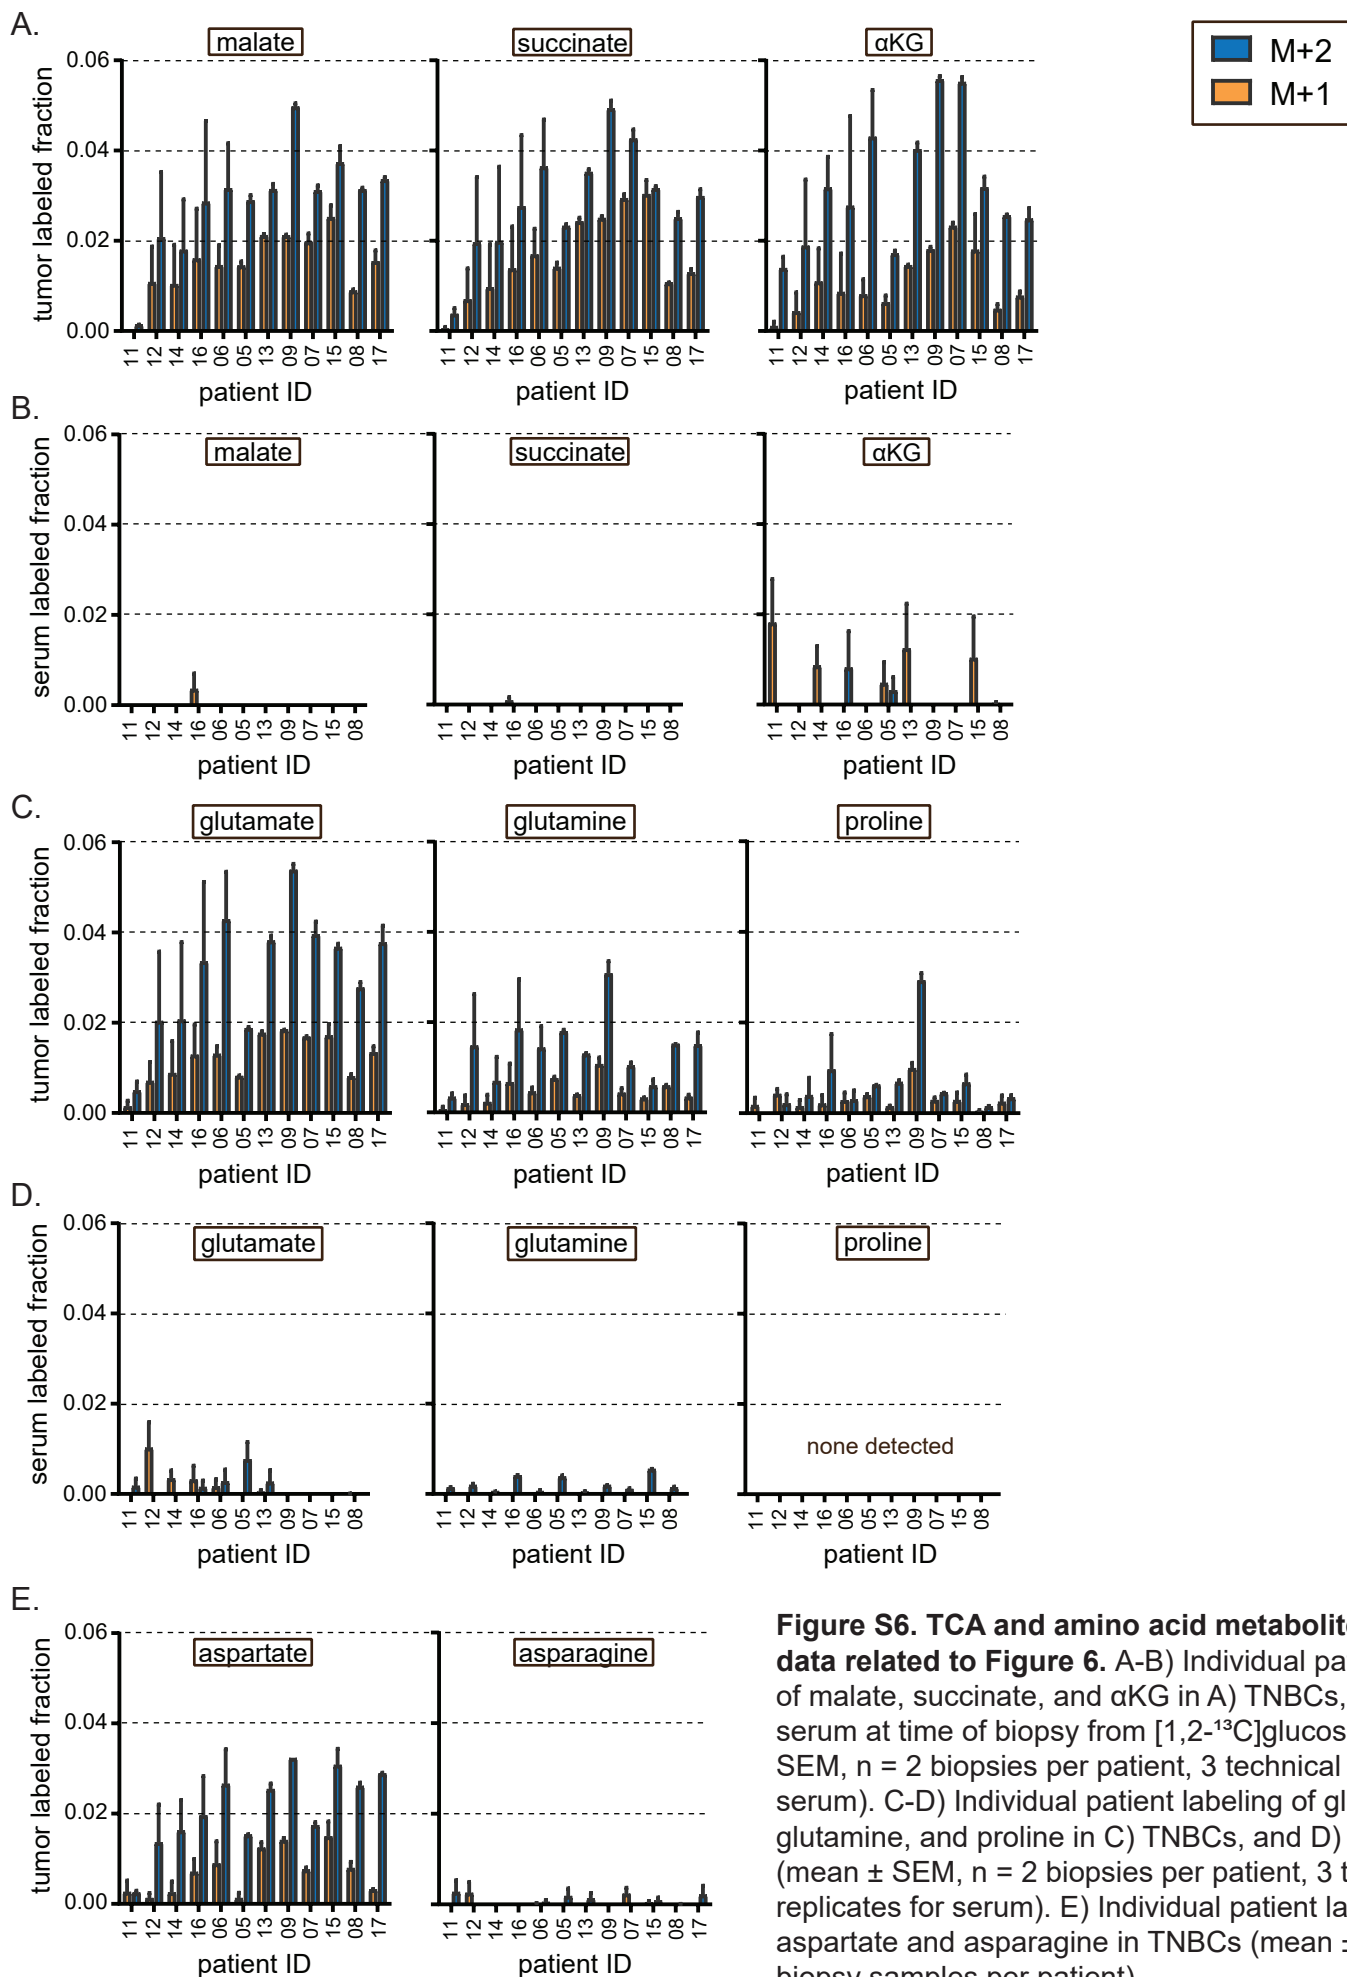 A.
malate
succinate
αKG
M+2
M+1
tumor labeled fraction
0.06
0.04
0.02
0.00
11 12 14 16 06 05 13 09 07 15 08 17
11 12 14 16 06 05 13 09 07 15 08 17
11 12 14 16 06 05 13 09 07 15 08 17
patient ID
patient ID
patient ID
B.
malate
succinate
αKG
serum labeled fraction
0.06
0.04
0.02
0.00
11 12 14 16 06 05 13 09 07 15 08
11 12 14 16 06 05 13 09 07 15 08
11 12 14 16 06 05 13 09 07 15 08
patient ID
patient ID
patient ID
C.
glutamate
glutamine
proline
tumor labeled fraction
0.06
0.04
0.02
0.00
11 12 14 16 06 05 13 09 07 15 08 17
11 12 14 16 06 05 13 09 07 15 08 17
11 12 14 16 06 05 13 09 07 15 08 17
patient ID
patient ID
patient ID
D.
glutamate
glutamine
proline
serum labeled fraction
0.06
0.04
0.02
0.00
none detected
11 12 14 16 06 05 13 09 07 15 08
11 12 14 16 06 05 13 09 07 15 08
11 12 14 16 06 05 13 09 07 15 08
patient ID
patient ID
patient ID
E.
aspartate
asparagine
tumor labeled fraction
0.06
0.04
0.02
0.00
11 12 14 16 06 05 13 09 07 15 08 17
11 12 14 16 06 05 13 09 07 15 08 17
patient ID
patient ID
Figure S6. TCA and amino acid metabolit
data related to Figure 6. A-B) Individual pa
of malate, succinate, and αKG in A) TNBCs,
serum at time of biopsy from [1,2-¹³C]glucos
SEM, n = 2 biopsies per patient, 3 technical
serum). C-D) Individual patient labeling of gl
glutamine, and proline in C) TNBCs, and D)
(mean ± SEM, n = 2 biopsies per patient, 3 t
replicates for serum). E) Individual patient la
aspartate and asparagine in TNBCs (mean ±
biopsy samples per patient)